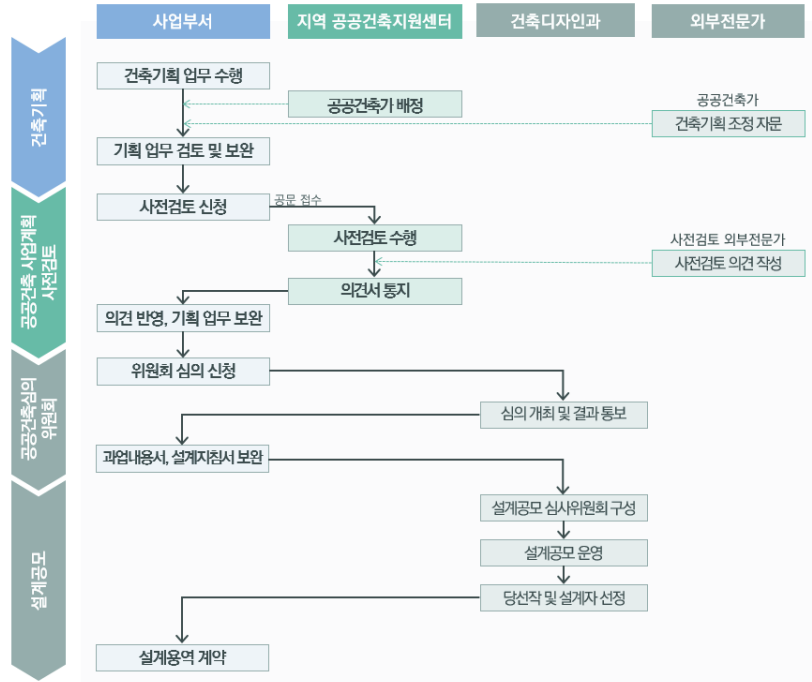 사업부서
지역 공공건축지원센터
건축디자인과
외부전문가
건축기획
건축기획 업무 수행
공공건축가 배정
공공건축가
건축기획 조정 자문
기획 업무 검토 및 보완
공공건축 사업계획
사전검토
사전검토 신청
공문 접수
사전검토 수행
사전검토 외부전문가
사전검토 의견 작성
의견서 통지
의견 반영, 기획 업무 보완
공공건축심의
위원회
위원회 심의 신청
심의 개최 및 결과 통보
과업내용서, 설계지침서 보완
설계공모
설계공모 심사위원회 구성
설계공모 운영
당선작 및 설계자 선정
설계용역 계약